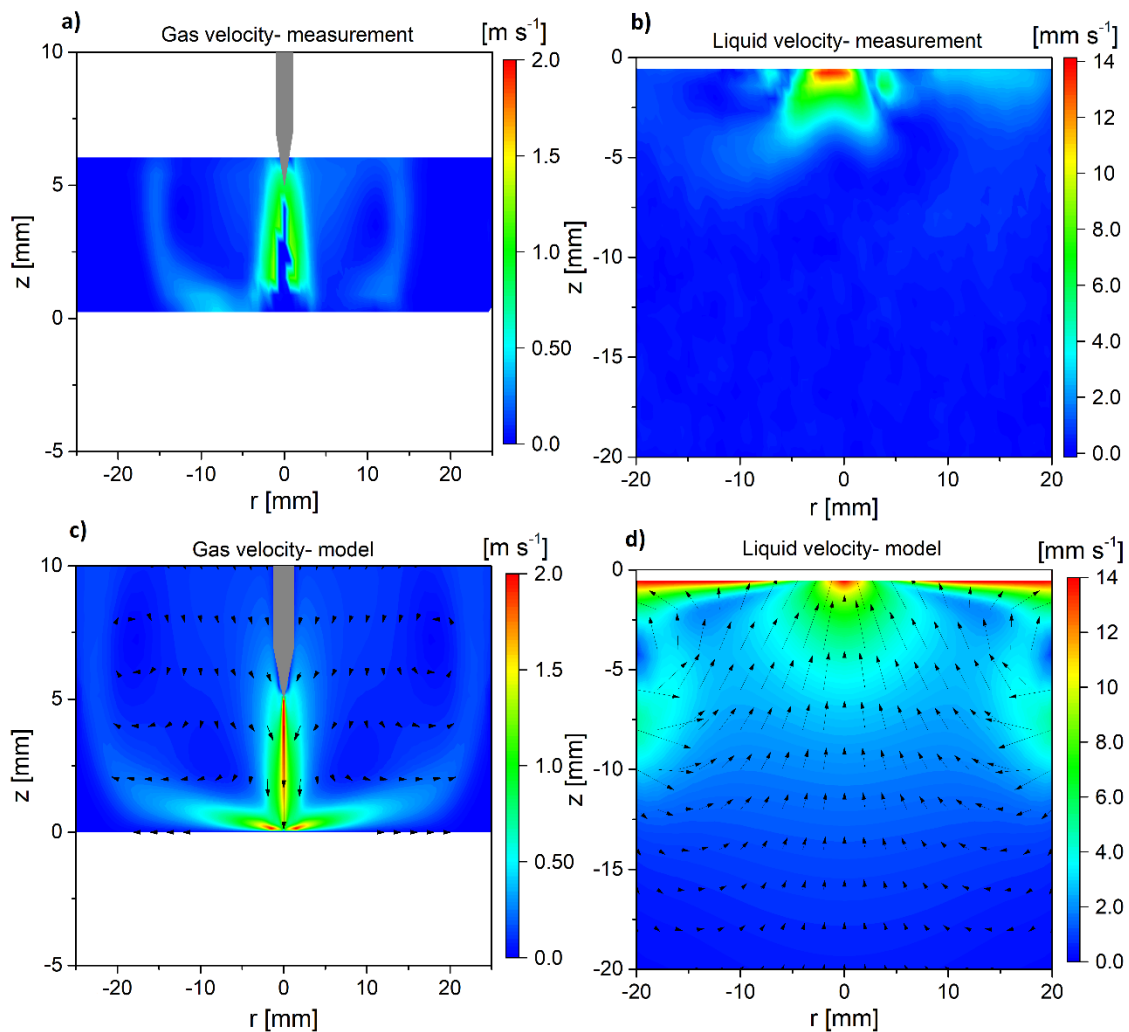 a)
Gas velocity- measurement
[m s⁻¹]
10
5
0
-5
z [mm]
-20 -10 0 10 20
r [mm]
2.0
1.5
1.0
0.50
0.0
b)
Liquid velocity- measurement
[mm s⁻¹]
0
-5
-10
-15
-20
z [mm]
-20 -10 0 10 20
r [mm]
14
12
10
8.0
6.0
4.0
2.0
0.0
c)
Gas velocity- model
[m s⁻¹]
10
5
0
-5
z [mm]
-20 -10 0 10 20
r [mm]
2.0
1.5
1.0
0.50
0.0
d)
Liquid velocity- model
[mm s⁻¹]
0
-5
-10
-15
-20
z [mm]
-20 -10 0 10 20
r [mm]
14
12
10
8.0
6.0
4.0
2.0
0.0